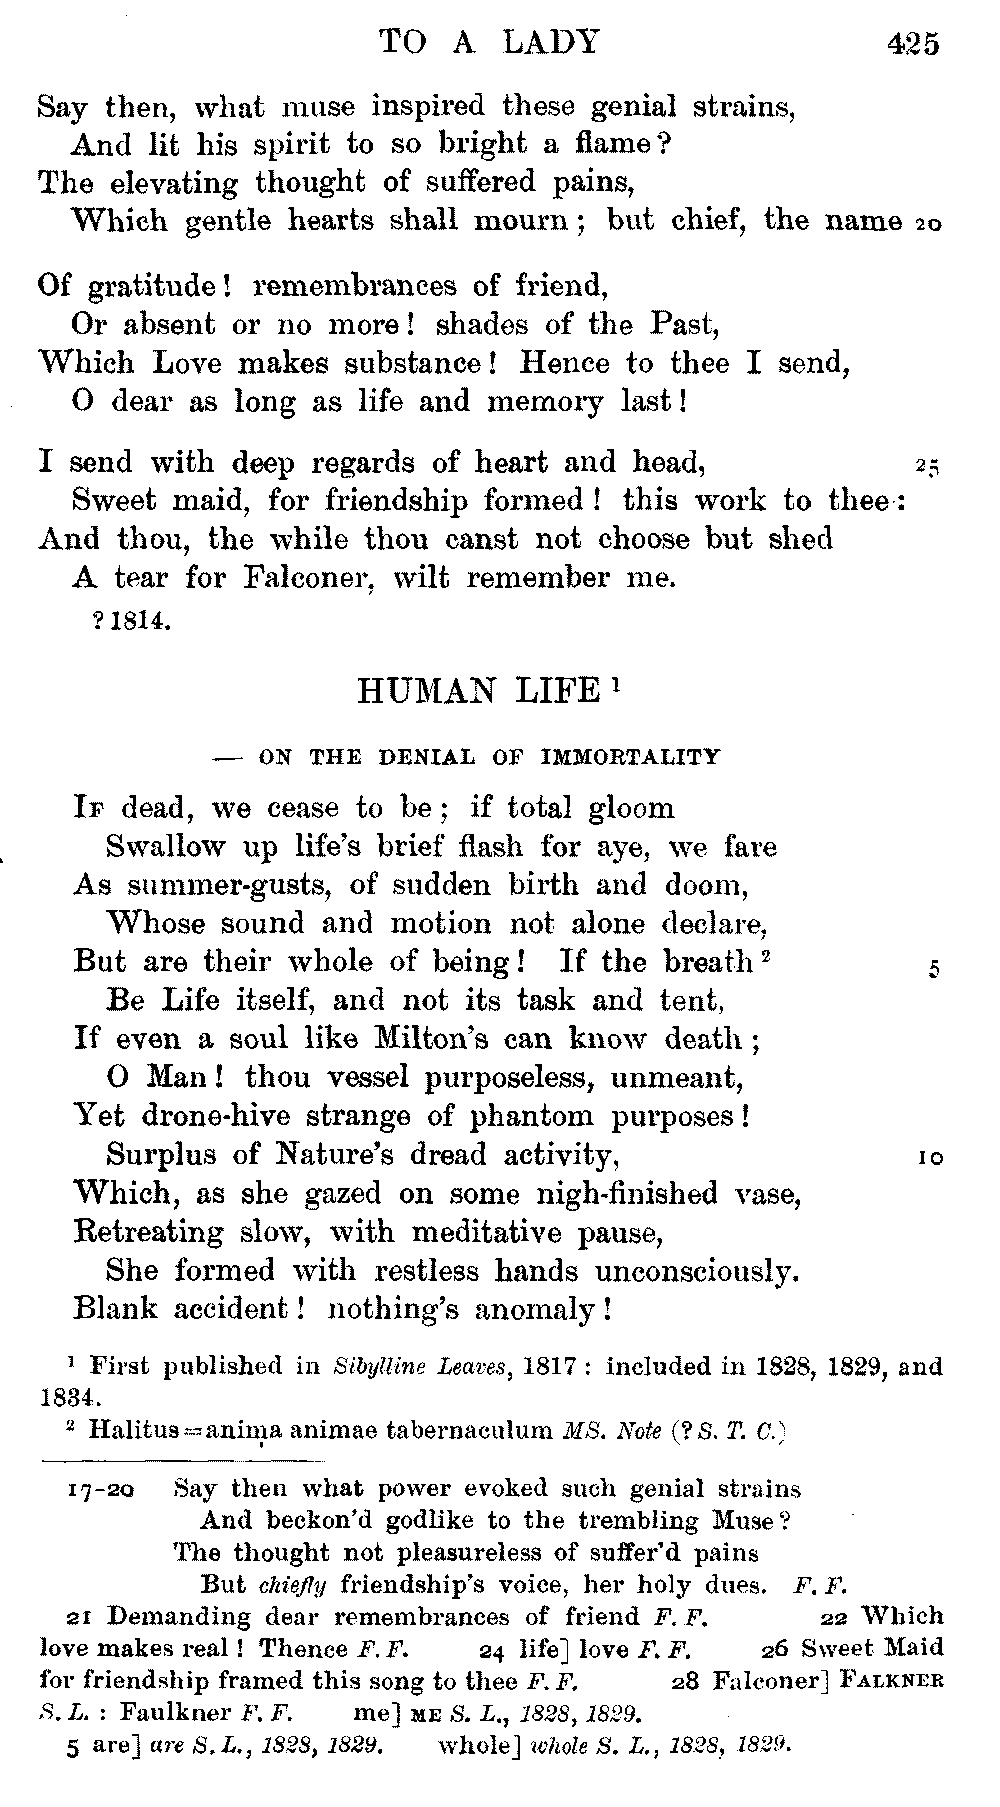 TO A LADY 425
Say then, what muse inspired these genial strains,
And lit his spirit to so bright a flame?
The elevating thought of suffered pains,
Which gentle hearts shall mourn; but chief, the name 20
Of gratitude! remembrances of friend,
Or absent or no more! shades of the Past,
Which Love makes substance! Hence to thee I send,
O dear as long as life and memory last!
I send with deep regards of heart and head, 25
Sweet maid, for friendship formed! this work to thee:
And thou, the while thou canst not choose but shed
A tear for Falconer, wilt remember me.
? 1814.
HUMAN LIFE ¹
— ON THE DENIAL OF IMMORTALITY
IF dead, we cease to be; if total gloom
Swallow up life's brief flash for aye, we fare
As summer-gusts, of sudden birth and doom,
Whose sound and motion not alone declare,
But are their whole of being! If the breath ² 5
Be Life itself, and not its task and tent,
If even a soul like Milton's can know death;
O Man! thou vessel purposeless, unmeant,
Yet drone-hive strange of phantom purposes!
Surplus of Nature's dread activity, 10
Which, as she gazed on some nigh-finished vase,
Retreating slow, with meditative pause,
She formed with restless hands unconsciously.
Blank accident! nothing's anomaly!
¹ First published in Sibylline Leaves, 1817: included in 1828, 1829, and
1834.
² Halitus=anima animae tabernaculum MS. Note (? S. T. C.)
17-20 Say then what power evoked such genial strains
And beckon'd godlike to the trembling Muse?
The thought not pleasureless of suffer'd pains
But chiefly friendship's voice, her holy dues. F. F.
21 Demanding dear remembrances of friend F. F. 22 Which
love makes real! Thence F. F. 24 life] love F. F. 26 Sweet Maid
for friendship framed this song to thee F. F. 28 Falconer] FALKNER
S. L. : Faulkner F. F. me] ME S. L., 1828, 1829.
5 are] are S. L., 1828, 1829. whole] whole S. L., 1828, 1829.